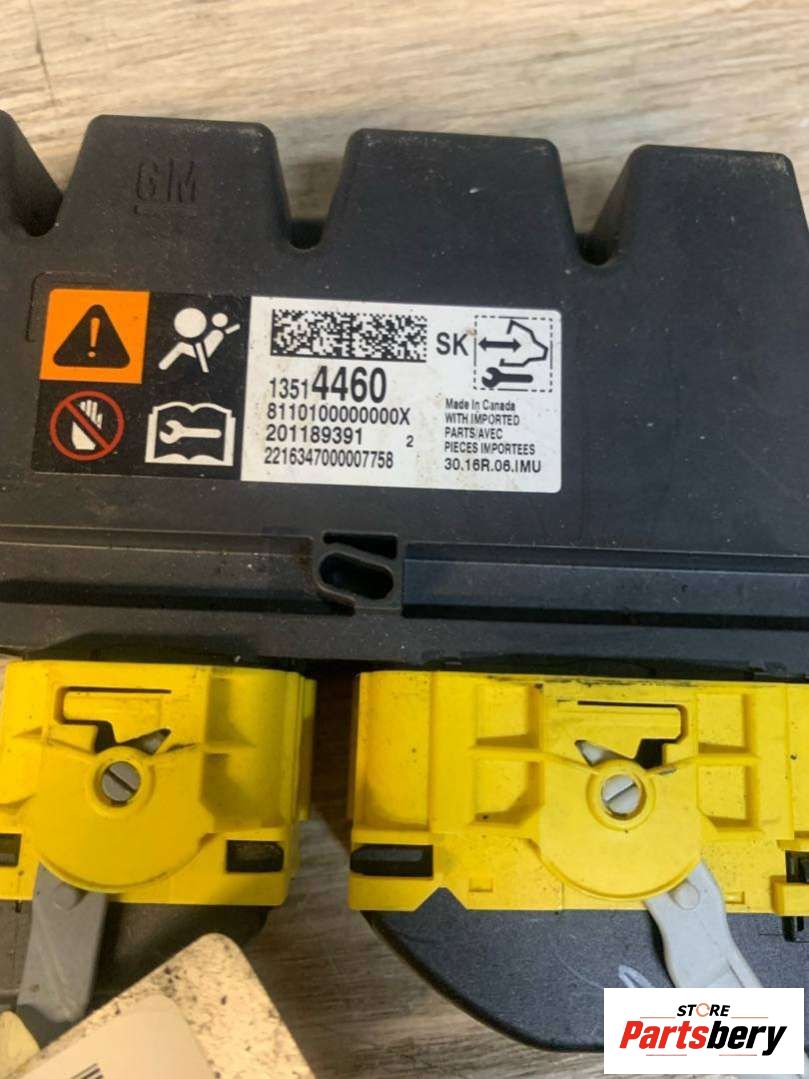 GM
SK
13514460
8110100000000X
201189391 2
2216347000007758
Made In Canada
WITH IMPORTED
PARTS/AVEC
PIECES IMPORTEES
30.16R.06.IMU
STORE
Partsbery